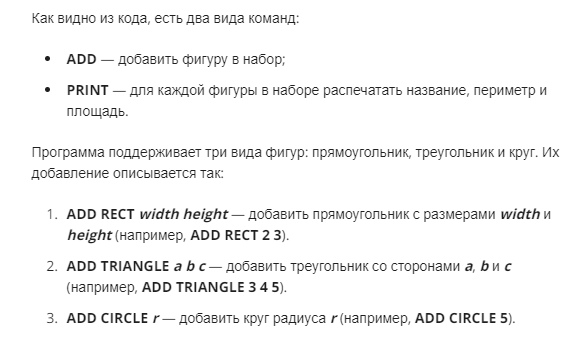 Как видно из кода, есть два вида команд:
• ADD — добавить фигуру в набор;
• PRINT — для каждой фигуры в наборе распечатать название, периметр и
площадь.
Программа поддерживает три вида фигур: прямоугольник, треугольник и круг. Их
добавление описывается так:
1. ADD RECT width height — добавить прямоугольник с размерами width и
height (например, ADD RECT 2 3).
2. ADD TRIANGLE a b c — добавить треугольник со сторонами a, b и c
(например, ADD TRIANGLE 3 4 5).
3. ADD CIRCLE r — добавить круг радиуса r (например, ADD CIRCLE 5).